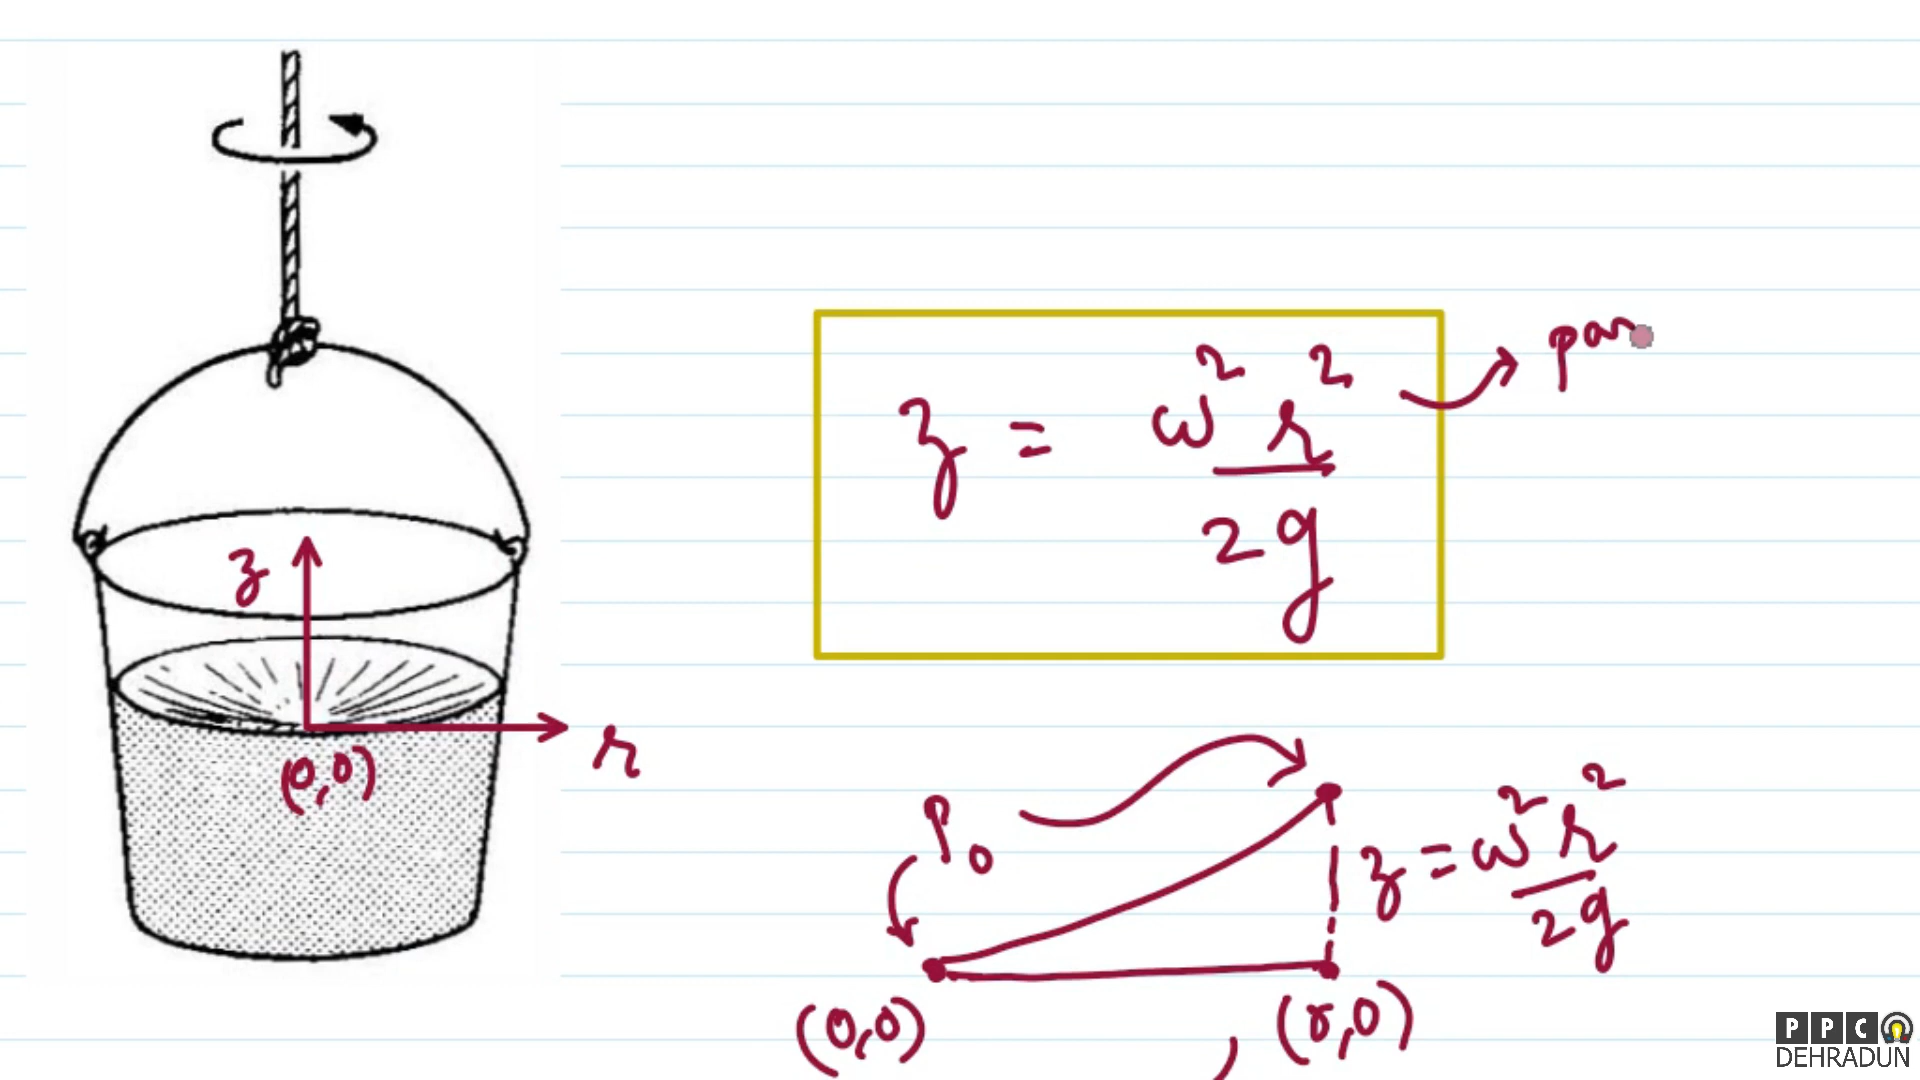 z = ω²r²/2g → par
z
r
(0,0)
P₀
z = ω²r²/2g
(0,0)
(r,0)
PPC
DEHRADUN